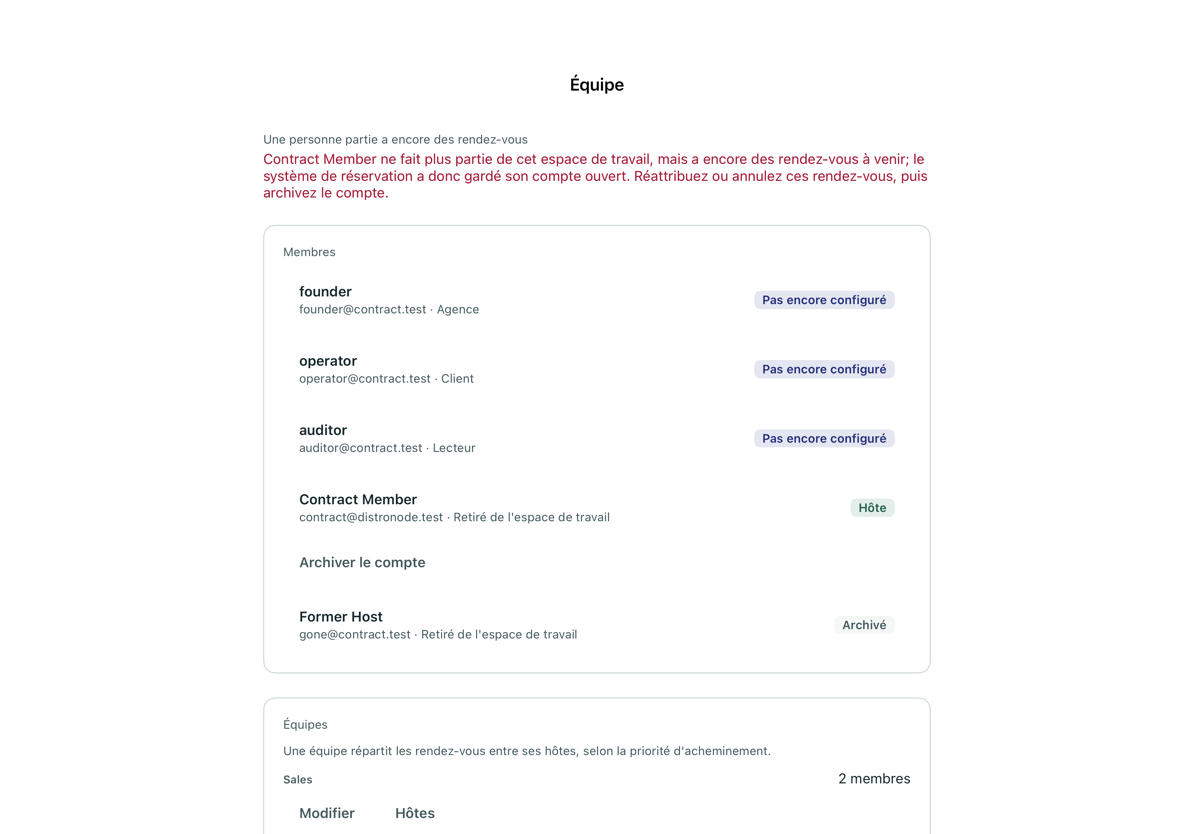 Équipe
Une personne partie a encore des rendez-vous
Contract Member ne fait plus partie de cet espace de travail, mais a encore des rendez-vous à venir; le
système de réservation a donc gardé son compte ouvert. Réattribuez ou annulez ces rendez-vous, puis
archivez le compte.
Membres
founder
founder@contract.test · Agence
Pas encore configuré
operator
operator@contract.test · Client
Pas encore configuré
auditor
auditor@contract.test · Lecteur
Pas encore configuré
Contract Member
contract@distronode.test · Retiré de l'espace de travail
Hôte
Archiver le compte
Former Host
gone@contract.test · Retiré de l'espace de travail
Archivé
Équipes
Une équipe répartit les rendez-vous entre ses hôtes, selon la priorité d'acheminement.
Sales
2 membres
Modifier
Hôtes